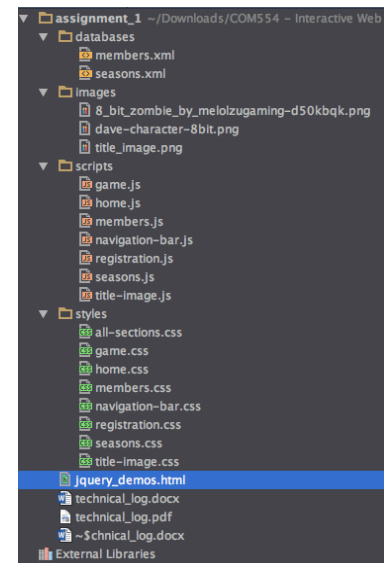 assignment_1 ~/Downloads/COM554 - Interactive Web
databases
members.xml
seasons.xml
images
8_bit_zombie_by_melolzugaming-d50kbqk.png
dave-character-8bit.png
title_image.png
scripts
game.js
home.js
members.js
navigation-bar.js
registration.js
seasons.js
title-image.js
styles
all-sections.css
game.css
home.css
members.css
navigation-bar.css
registration.css
seasons.css
title-image.css
jquery_demos.html
technical_log.docx
technical_log.pdf
~$chnical_log.docx
External Libraries